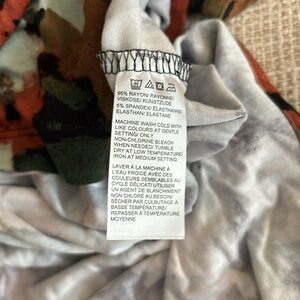 95% RAYON/ RAYONNE/
VISKOSE/ KUNSTZIJDE
5% SPANDEX/ ÉLASTHANNE/
ELASTHAN/ ELASTANE
MACHINE WASH COLD WITH
LIKE COLOURS AT GENTLE
SETTING/ ONLY
NON-CHLORINE BLEACH
WHEN NEEDED/ TUMBLE
DRY AT LOW TEMPERATURE/
IRON AT MEDIUM SETTING
LAVER À LA MACHINE À
L'EAU FROIDE AVEC DES
COULEURS SEMBLABLES AU
CYCLE DÉLICAT/ UTILISER
UN AGENT DE BLANCHIMENT
NON CHLORÉ AU BESOIN/
SÉCHER PAR CULBUTAGE À
BASSE TEMPÉRATURE/
REPASSER À TEMPÉRATURE
MOYENNE